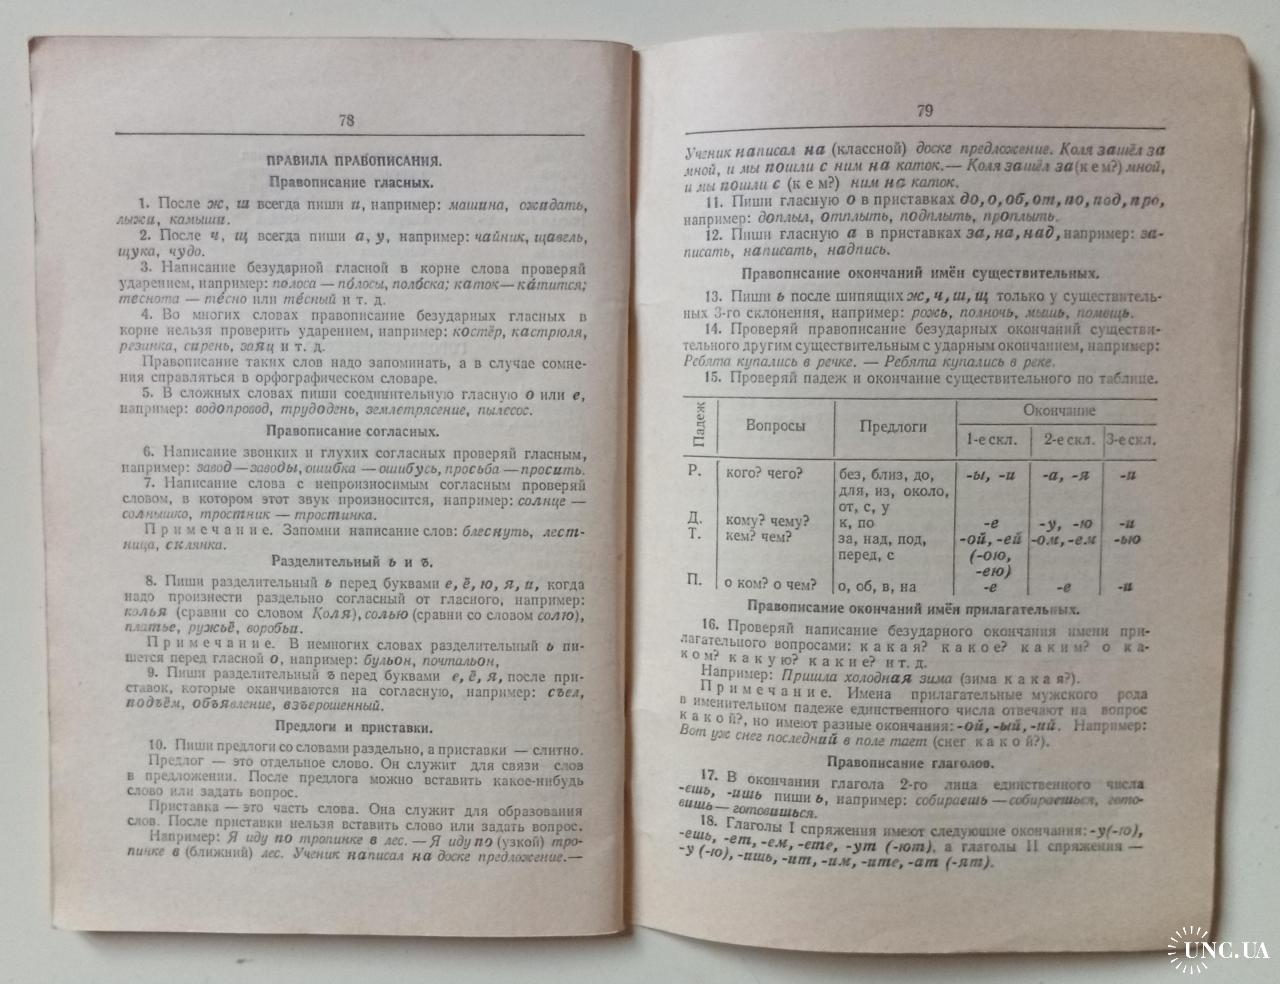 78
ПРАВИЛА ПРАВОПИСАНИЯ.
Правописание гласных.
1. После ж, ш всегда пиши и, например: машина, ожидать,
лыжи, камыши.
2. После ч, щ всегда пиши а, у, например: чайник, щавель,
щука, чудо.
3. Написание безударной гласной в корне слова проверяй
ударением, например: полоса — по́лосы, поло́ска; каток — ка́тится;
теснота — те́сно или те́сный и т. д.
4. Во многих словах правописание безударных гласных в
корне нельзя проверить ударением, например: костёр, кастрюля,
резинка, сирень, заяц и т. д.
Правописание таких слов надо запоминать, а в случае сомне-
ния справляться в орфографическом словаре.
5. В сложных словах пиши соединительную гласную о или е,
например: водопровод, трудодень, землетрясение, пылесос.
Правописание согласных.
6. Написание звонких и глухих согласных проверяй гласным,
например: завод — заводы, ошибка — ошибусь, просьба — просить.
7. Написание слова с непроизносимым согласным проверяй
словом, в котором этот звук произносится, например: солнце —
солнышко, тростник — тростинка.
Примечание. Запомни написание слов: блеснуть, лест-
ница, склянка.
Разделительный ь и ъ.
8. Пиши разделительный ь перед буквами е, ё, ю, я, и, когда
надо произнести раздельно согласный от гласного, например:
колья (сравни со словом Коля), солью (сравни со словом солю),
платье, ружьё, воробьи.
Примечание. В немногих словах разделительный ь пи-
шется перед гласной о, например: бульон, почтальон,
9. Пиши разделительный ъ перед буквами е, ё, я, после при-
ставок, которые оканчиваются на согласную, например: съел,
подъём, объявление, взъерошенный.
Предлоги и приставки.
10. Пиши предлоги со словами раздельно, а приставки — слитно.
Предлог — это отдельное слово. Он служит для связи слов
в предложении. После предлога можно вставить какое-нибудь
слово или задать вопрос.
Приставка — это часть слова. Она служит для образования
слов. После приставки нельзя вставить слово или задать вопрос.
Например: Я иду по тропинке в лес. — Я иду по (узкой) тро-
пинке в (ближний) лес. Ученик написал на доске предложение.—
79
Ученик написал на (классной) доске предложение. Коля зашёл за
мной, и мы пошли с ним на каток.— Коля зашёл за (кем?) мной,
и мы пошли с (кем?) ним на каток.
11. Пиши гласную о в приставках до, о, об, от, по, под, про,
например: доплыл, отплыть, подплыть, проплыть.
12. Пиши гласную а в приставках за, на, над, например: за-
писать, написать, надпись.
Правописание окончаний имён существительных.
13. Пиши ь после шипящих ж, ч, ш, щ только у существитель-
ных 3-го склонения, например: рожь, полночь, мышь, помощь.
14. Проверяй правописание безударных окончаний существи-
тельного другим существительным с ударным окончанием, например:
Ребята купались в речке. — Ребята купались в реке.
15. Проверяй падеж и окончание существительного по таблице.
Падеж Вопросы Предлоги Окончание
1-е скл. 2-е скл. 3-е скл.
Р. кого? чего? без, близ, до, -ы, -и -а, -я -и
для, из, около,
от, с, у
Д. кому? чему? к, по -е -у, -ю -и
Т. кем? чем? за, над, под, -ой, -ей -ом, -ем -ью
перед, с (-ою,
-ею)
П. о ком? о чем? о, об, в, на -е -е -и
Правописание окончаний имён прилагательных.
16. Проверяй написание безударного окончания имени при-
лагательного вопросами: какая? какое? каким? о ка-
ком? какую? какие? и т. д.
Например: Пришла холодная зима (зима какая?).
Примечание. Имена прилагательные мужского рода
в именительном падеже единственного числа отвечают на вопрос
какой?, но имеют разные окончания: -ой, -ый, -ий. Например:
Вот уж снег последний в поле тает (снег какой?).
Правописание глаголов.
17. В окончании глагола 2-го лица единственного числа
-ешь, -ишь пиши ь, например: собираешь — собираешься, гото-
вишь — готовишься.
18. Глаголы I спряжения имеют следующие окончания: -у(-ю),
-ешь, -ет, -ем, -ете, -ут (-ют), а глаголы II спряжения —
-у (-ю), -ишь, -ит, -им, -ите, -ат (-ят).
UNC.UA